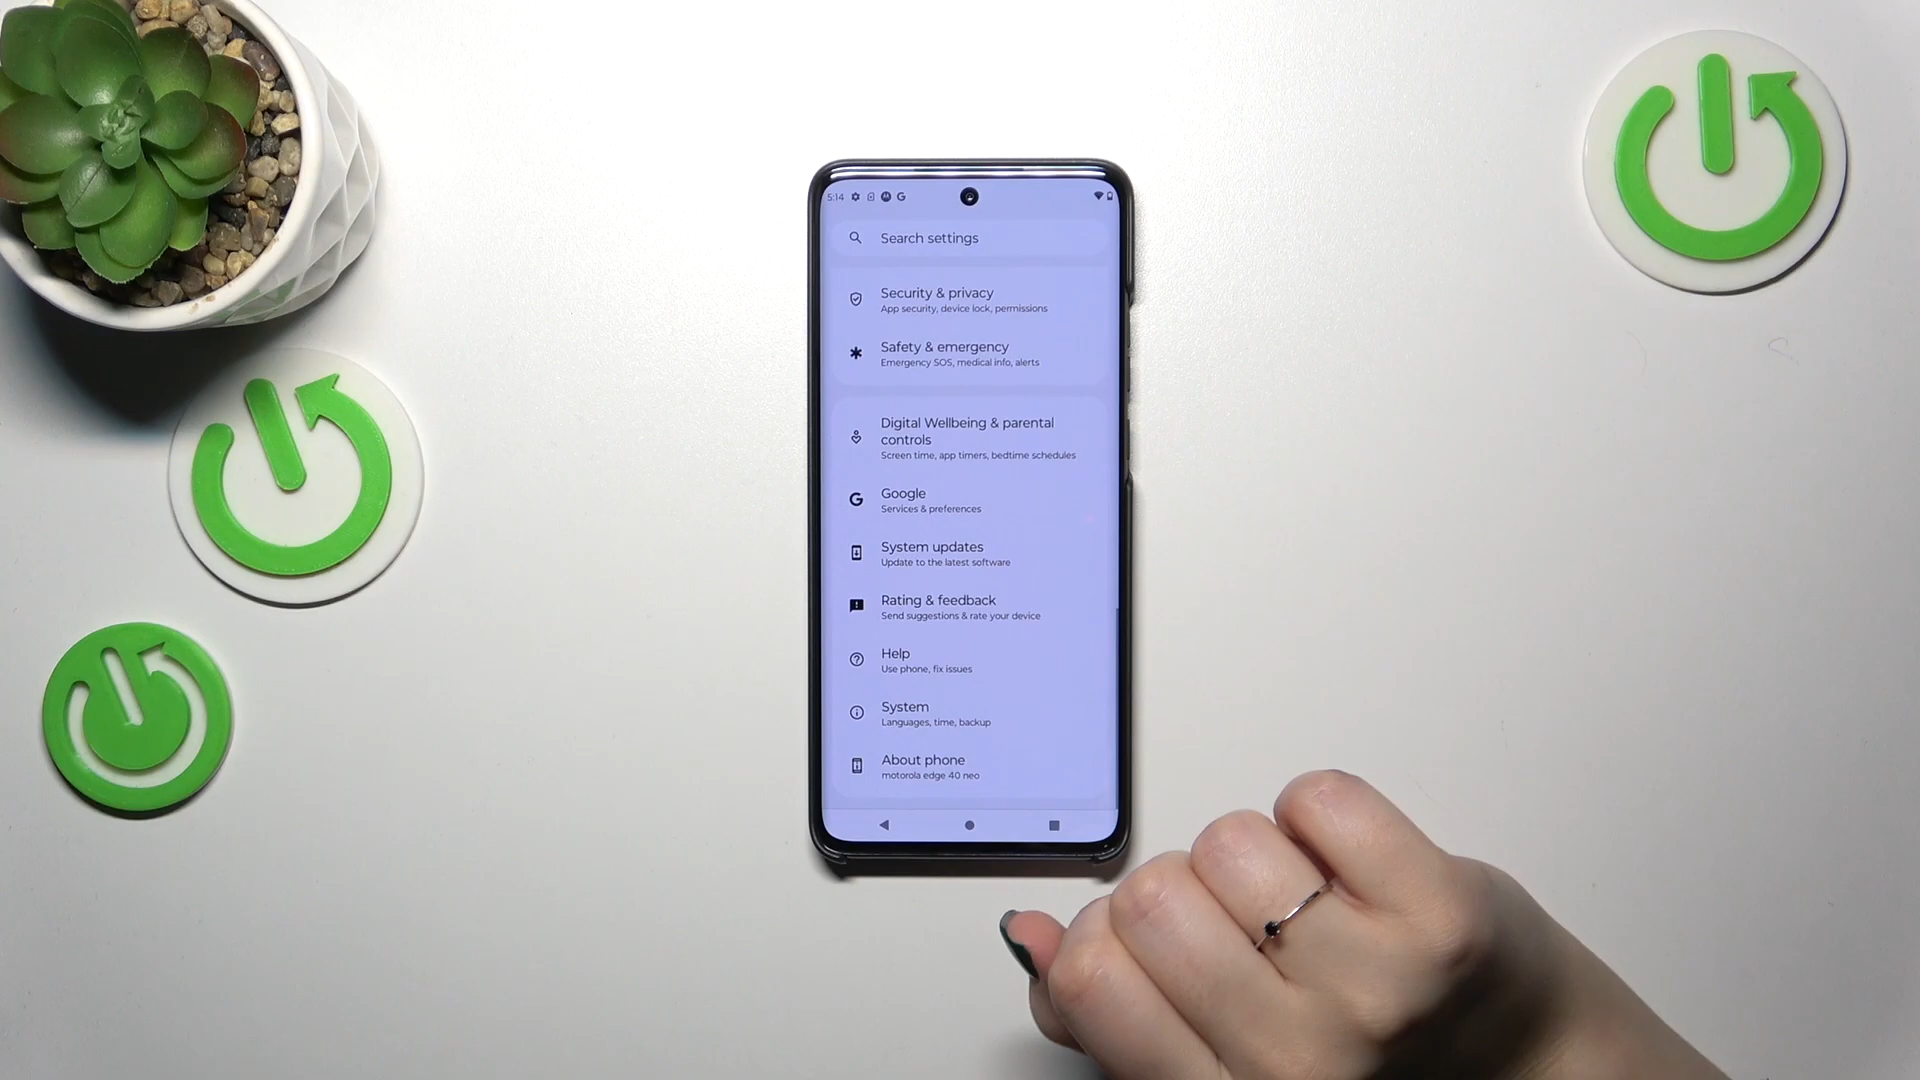 5:14
Search settings
Security & privacy
App security, device lock, permissions
Safety & emergency
Emergency SOS, medical info, alerts
Digital Wellbeing & parental
controls
Screen time, app timers, bedtime schedules
Google
Services & preferences
System updates
Update to the latest software
Rating & feedback
Send suggestions & rate your device
Help
Use phone, fix issues
System
Languages, time, backup
About phone
motorola edge 40 neo